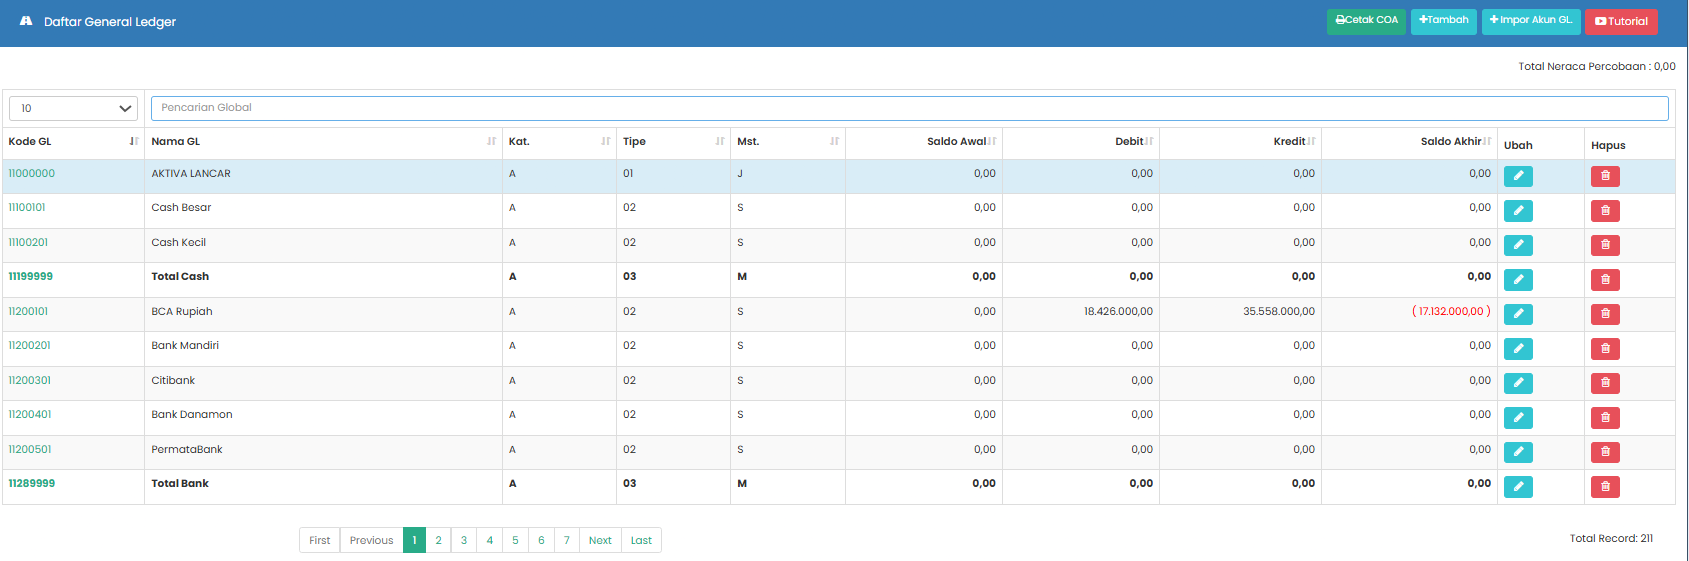 Daftar General Ledger
Cetak COA
+Tambah
+ Impor Akun GL.
Tutorial
Total Neraca Percobaan : 0,00
10
Pencarian Global
Kode GL Nama GL Kat. Tipe Mst. Saldo Awal Debit Kredit Saldo Akhir Ubah Hapus
11000000 AKTIVA LANCAR A 01 J 0,00 0,00 0,00 0,00
11100101 Cash Besar A 02 S 0,00 0,00 0,00 0,00
11100201 Cash Kecil A 02 S 0,00 0,00 0,00 0,00
11199999 Total Cash A 03 M 0,00 0,00 0,00 0,00
11200101 BCA Rupiah A 02 S 0,00 18.426.000,00 35.558.000,00 ( 17.132.000,00 )
11200201 Bank Mandiri A 02 S 0,00 0,00 0,00 0,00
11200301 Citibank A 02 S 0,00 0,00 0,00 0,00
11200401 Bank Danamon A 02 S 0,00 0,00 0,00 0,00
11200501 PermataBank A 02 S 0,00 0,00 0,00 0,00
11289999 Total Bank A 03 M 0,00 0,00 0,00 0,00
First Previous 1 2 3 4 5 6 7 Next Last
Total Record: 211